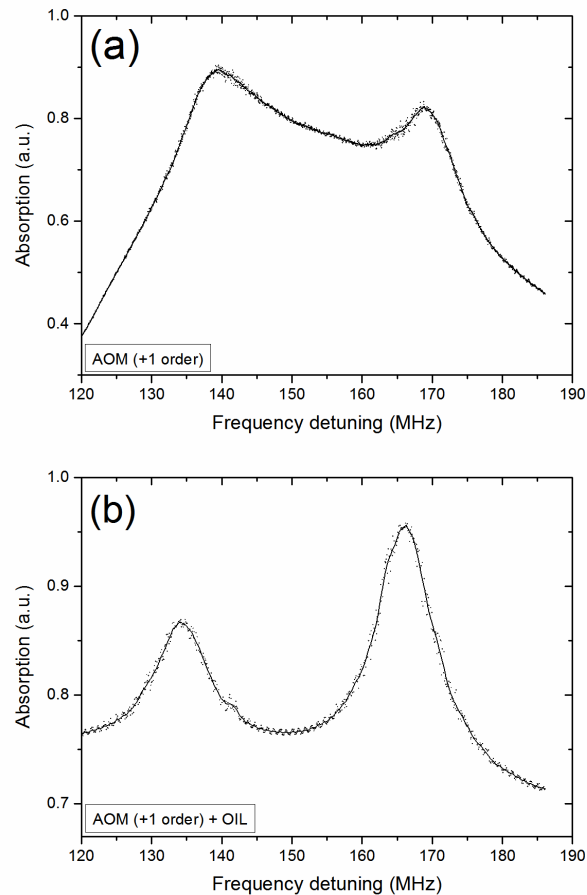 (a)
1.0
0.8
0.6
0.4
Absorption (a.u.)
AOM (+1 order)
120 130 140 150 160 170 180 190
Frequency detuning (MHz)
(b)
1.0
0.9
0.8
0.7
Absorption (a.u.)
AOM (+1 order) + OIL
120 130 140 150 160 170 180 190
Frequency detuning (MHz)